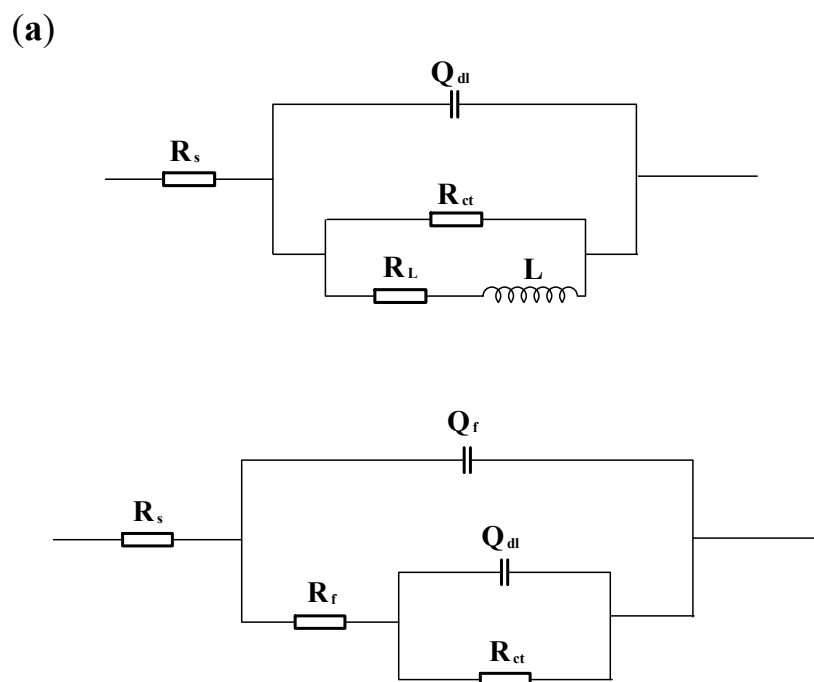 (a)
Q dl
R s
R ct
R L L
Q f
R s
Q dl
R f
R ct